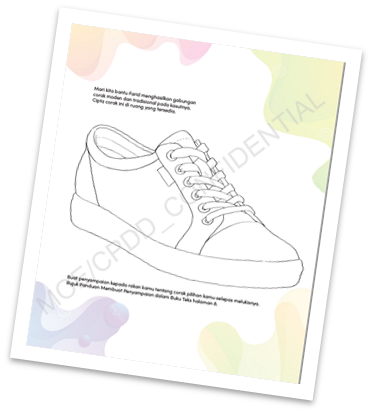 Mari kita bantu Farid menghasilkan gabungan
corak moden dan tradisional pada kasutnya.
Cipta corak ini di ruang yang tersedia.
MOE/CPDD_CONFIDENTIAL
Buat penyampaian kepada rakan kamu tentang corak pilihan kamu selepas melukisnya.
Rujuk Panduan Membuat Penyampaian dalam Buku Teks halaman 6.